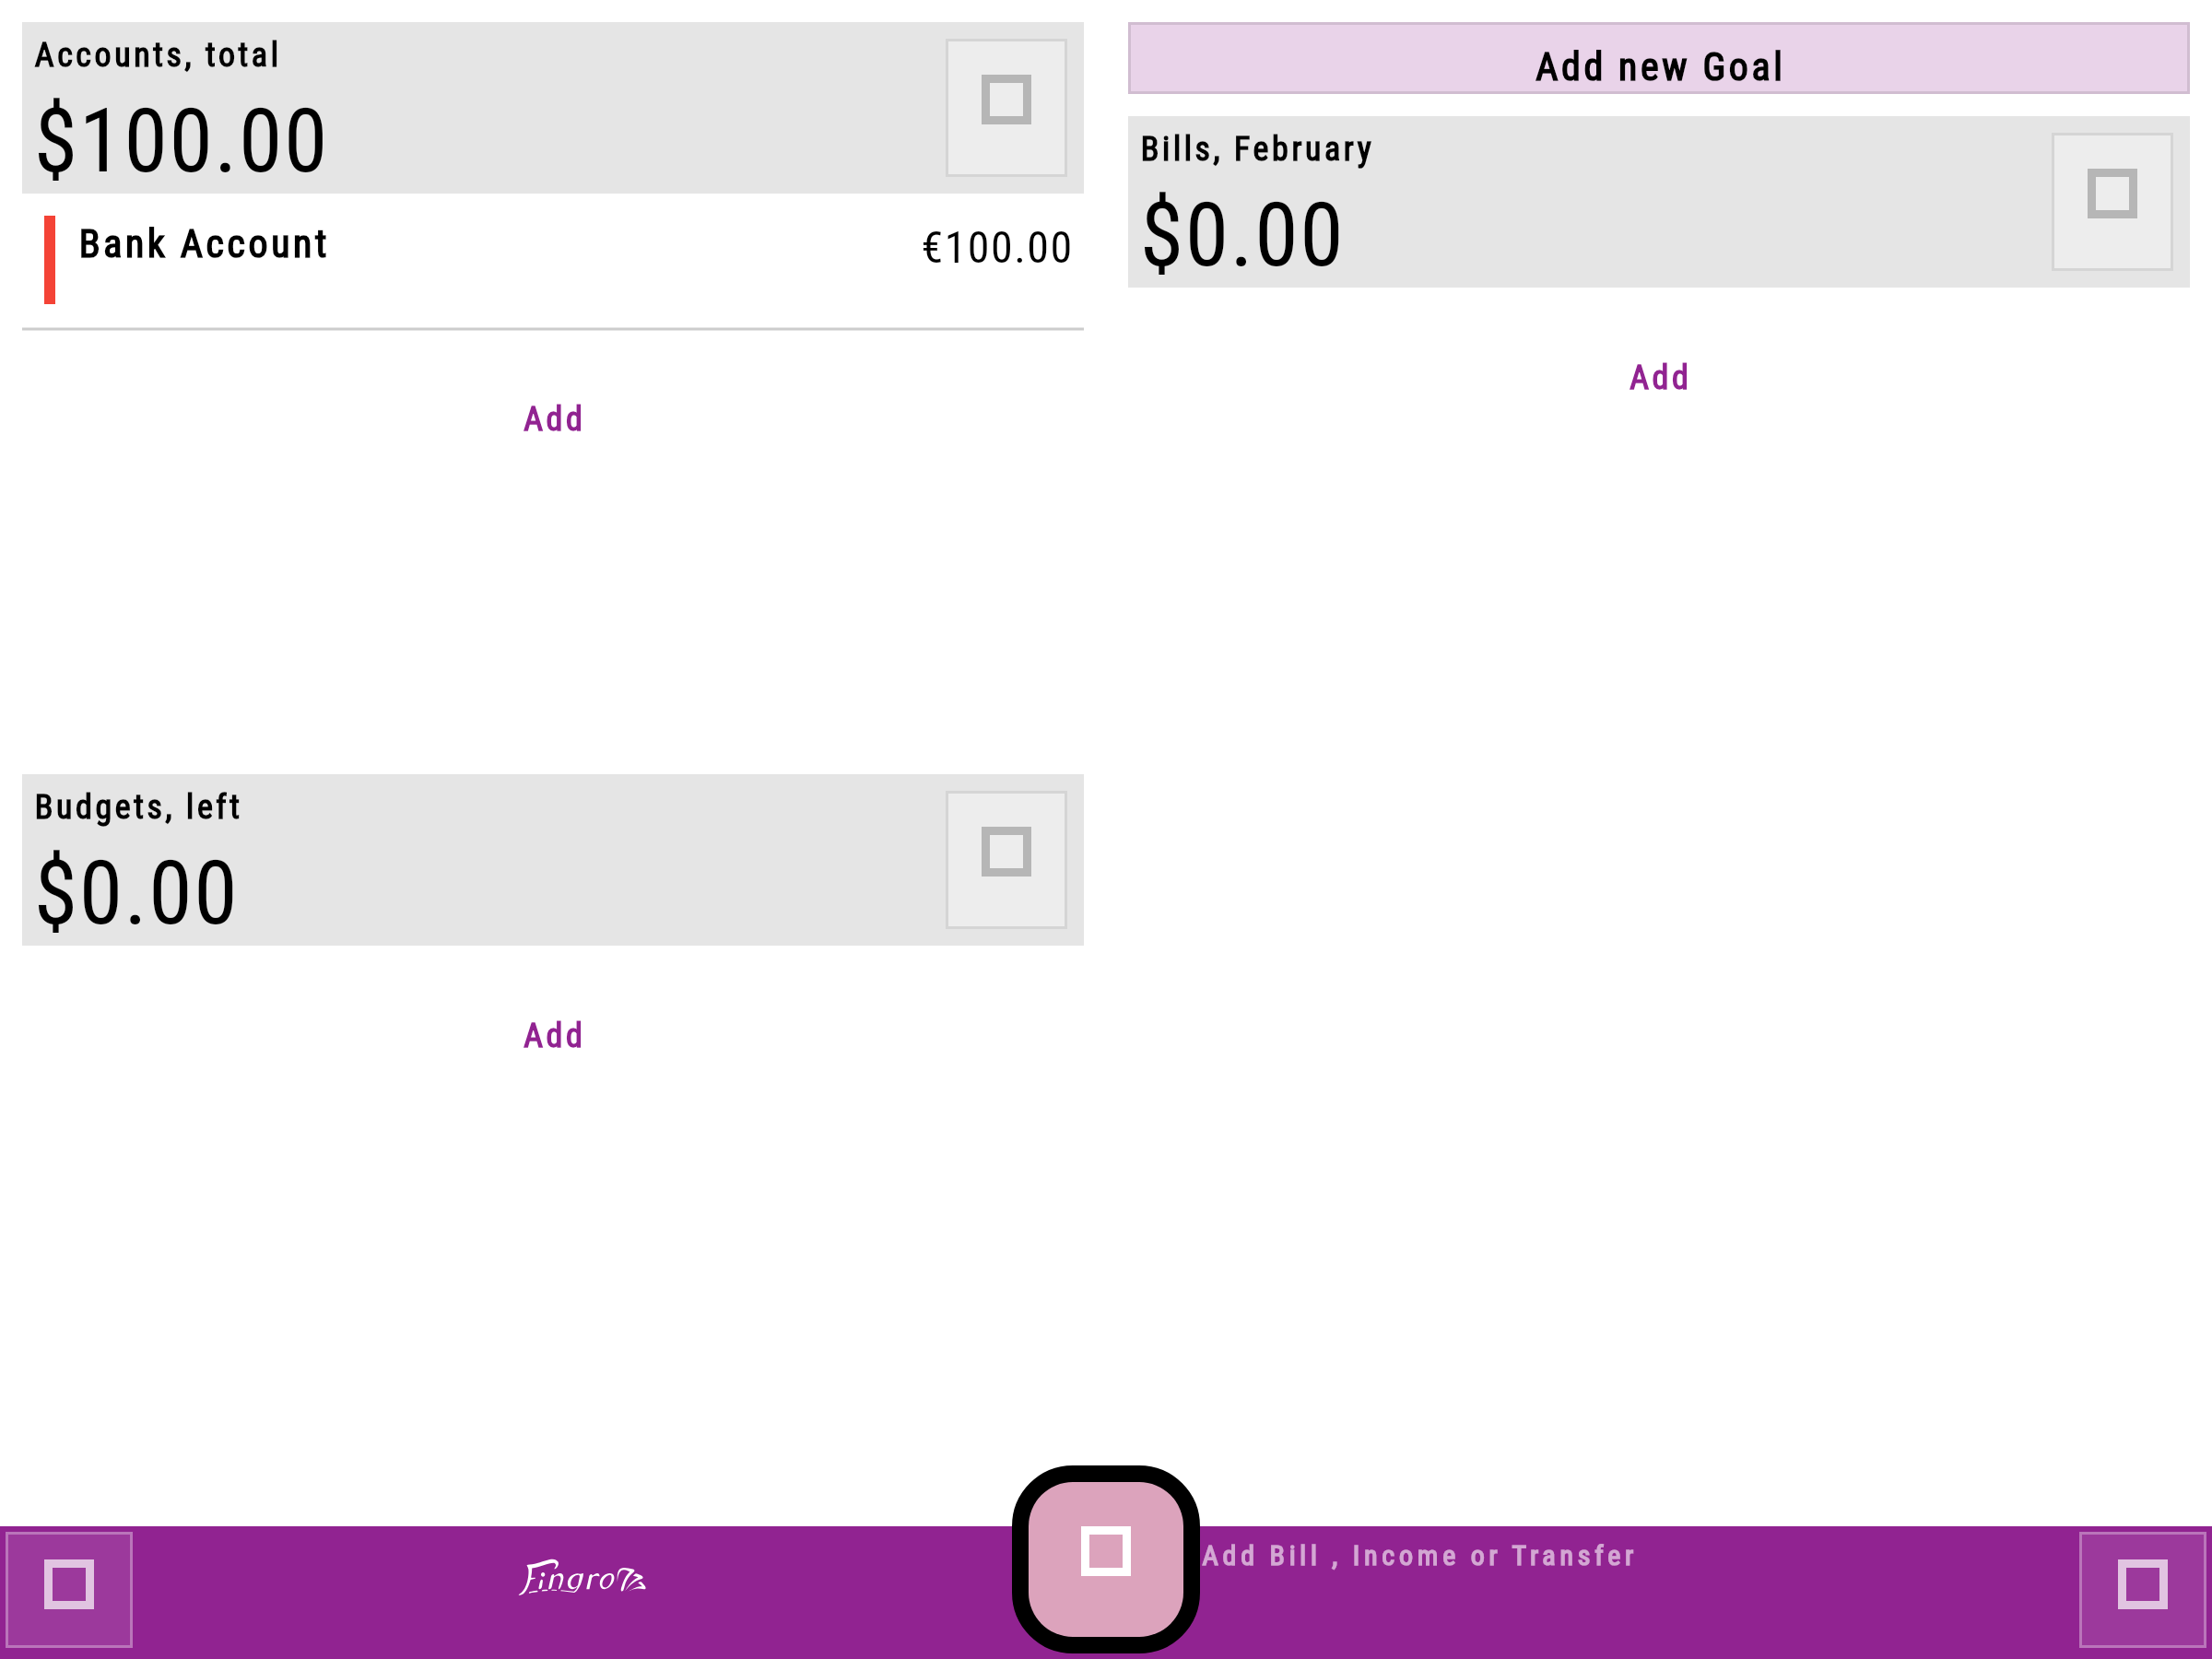 Accounts, total
$100.00
Bank Account
€100.00
Add
Budgets, left
$0.00
Add
Add new Goal
Bills, February
$0.00
Add
Add Bill , Income or Transfer